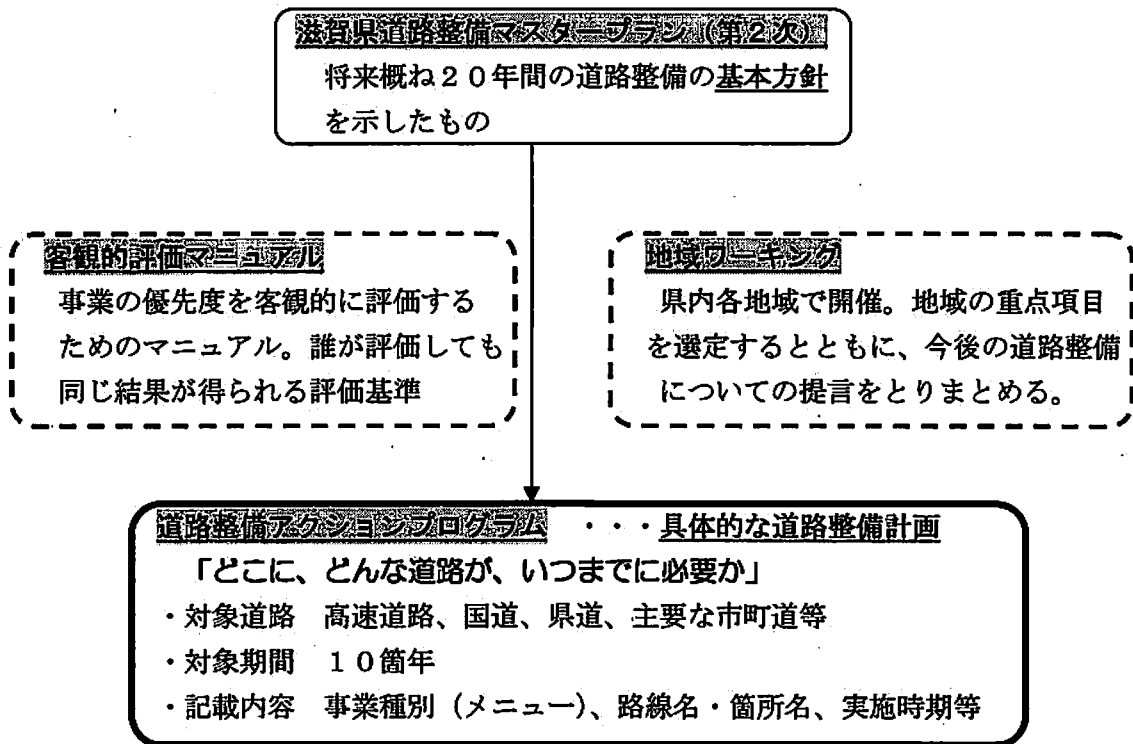 滋賀県道路整備マスタープラン(第2次)
将来概ね20年間の道路整備の基本方針
を示したもの
客観的評価マニュアル
事業の優先度を客観的に評価する
ためのマニュアル。誰が評価しても
同じ結果が得られる評価基準
地域ワーキング
県内各地域で開催。地域の重点項目
を選定するとともに、今後の道路整備
についての提言をとりまとめる。
道路整備アクションプログラム ・・・具体的な道路整備計画
「どこに、どんな道路が、いつまでに必要か」
・対象道路 高速道路、国道、県道、主要な市町道等
・対象期間 10箇年
・記載内容 事業種別(メニュー)、路線名・箇所名、実施時期等